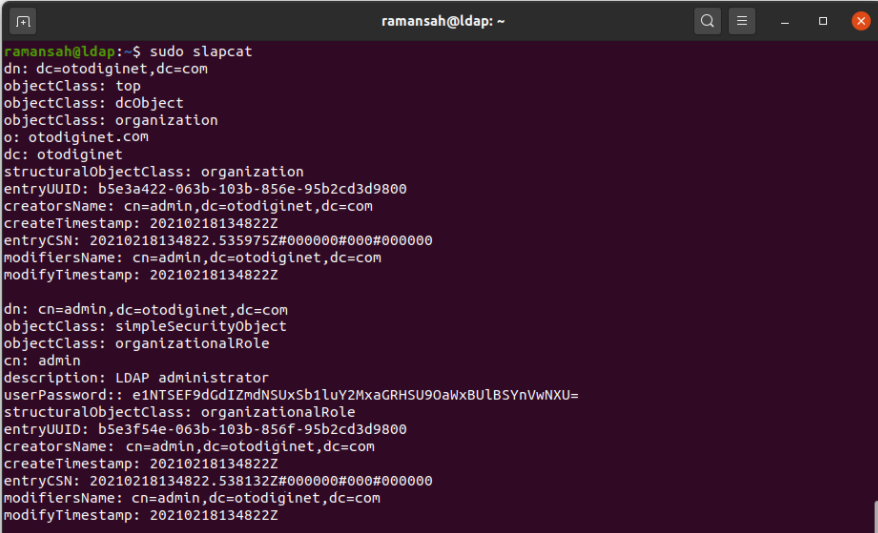 ramansah@ldap: ~
ramansah@ldap:~$ sudo slapcat
dn: dc=otodiginet,dc=com
objectClass: top
objectClass: dcObject
objectClass: organization
o: otodiginet.com
dc: otodiginet
structuralObjectClass: organization
entryUUID: b5e3a422-063b-103b-856e-95b2cd3d9800
creatorsName: cn=admin,dc=otodiginet,dc=com
createTimestamp: 20210218134822Z
entryCSN: 20210218134822.535975Z#000000#000#000000
modifiersName: cn=admin,dc=otodiginet,dc=com
modifyTimestamp: 20210218134822Z

dn: cn=admin,dc=otodiginet,dc=com
objectClass: simpleSecurityObject
objectClass: organizationalRole
cn: admin
description: LDAP administrator
userPassword:: e1NTSEF9dGdIZmdNSUxSb1luY2MxaGRHSU9OaWxBUlBSYnVwNXU=
structuralObjectClass: organizationalRole
entryUUID: b5e3f54e-063b-103b-856f-95b2cd3d9800
creatorsName: cn=admin,dc=otodiginet,dc=com
createTimestamp: 20210218134822Z
entryCSN: 20210218134822.538132Z#000000#000#000000
modifiersName: cn=admin,dc=otodiginet,dc=com
modifyTimestamp: 20210218134822Z